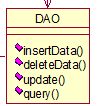 DAO
insertData()
deleteData()
update()
query()